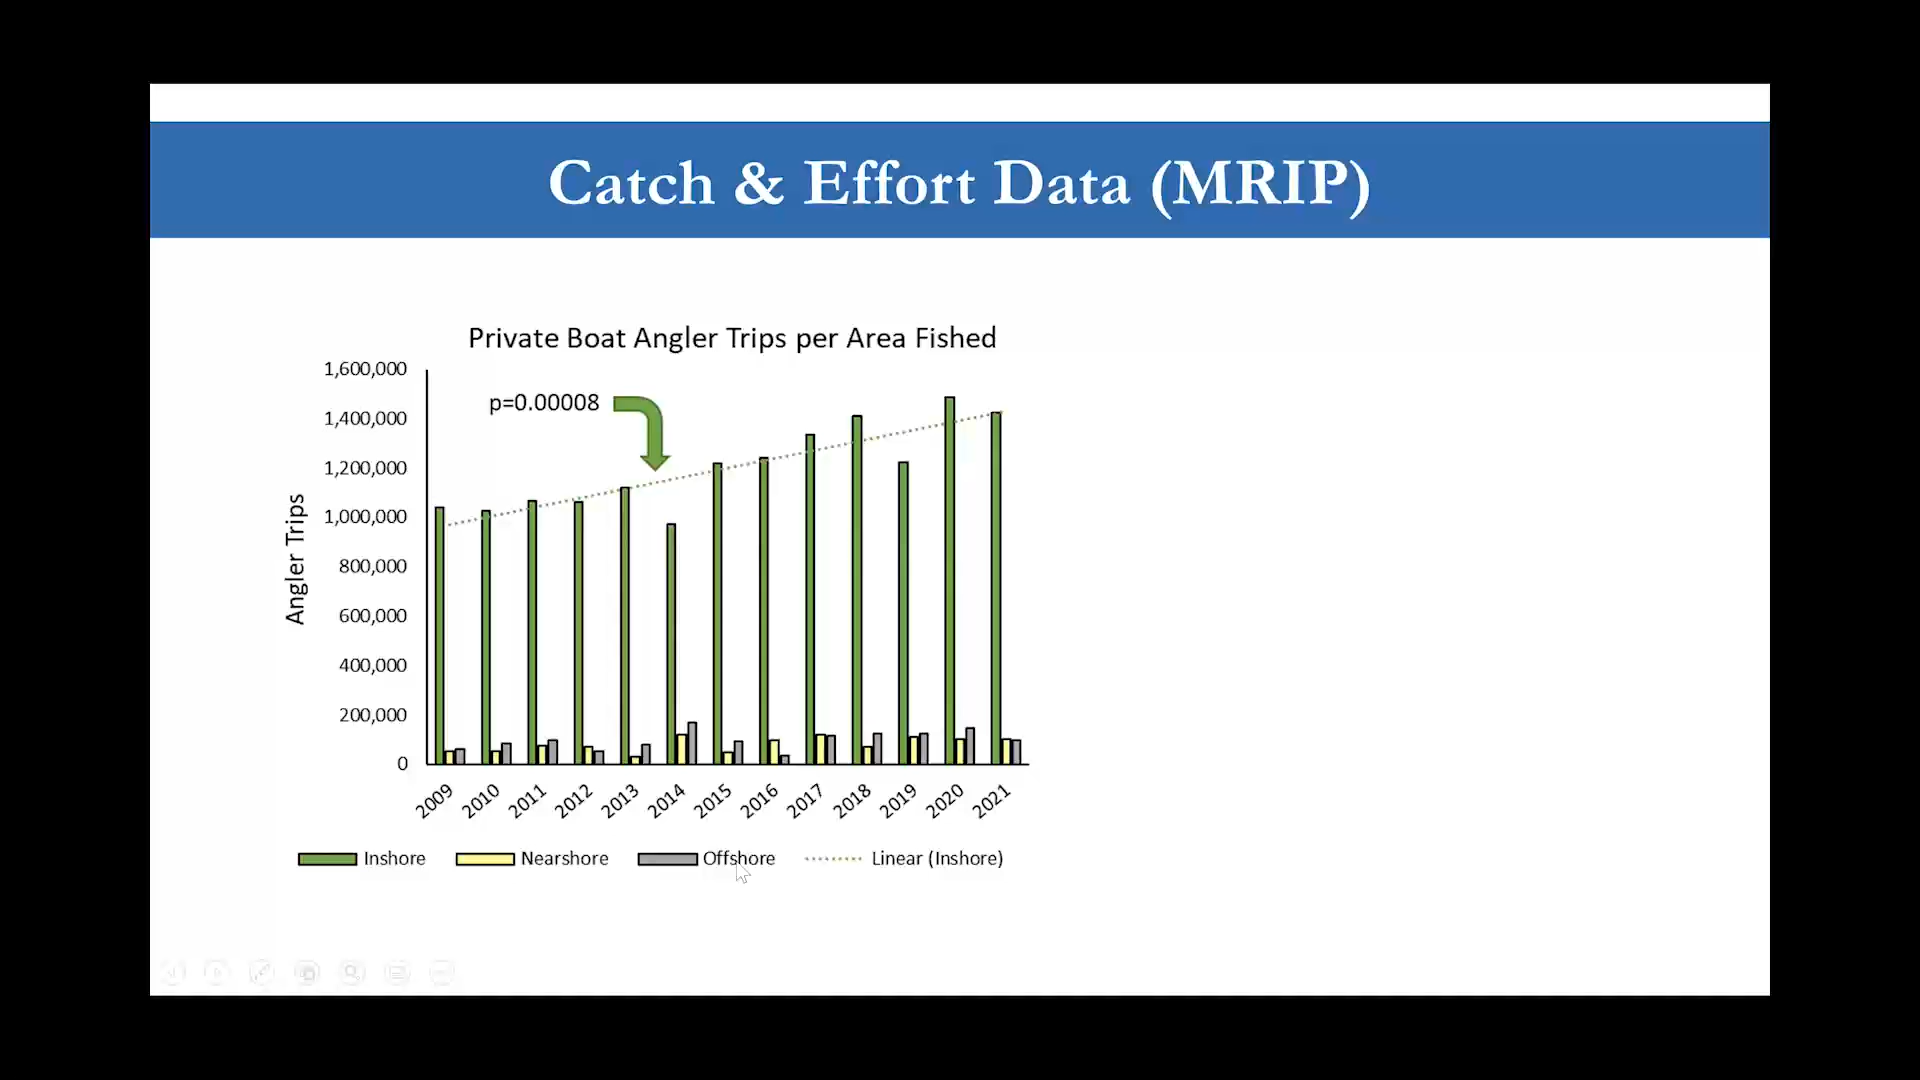 Catch & Effort Data (MRIP)
Private Boat Angler Trips per Area Fished
p=0.00008
Angler Trips
1,600,000
1,400,000
1,200,000
1,000,000
800,000
600,000
400,000
200,000
0
2009 2010 2011 2012 2013 2014 2015 2016 2017 2018 2019 2020 2021
Inshore Nearshore Offshore Linear (Inshore)